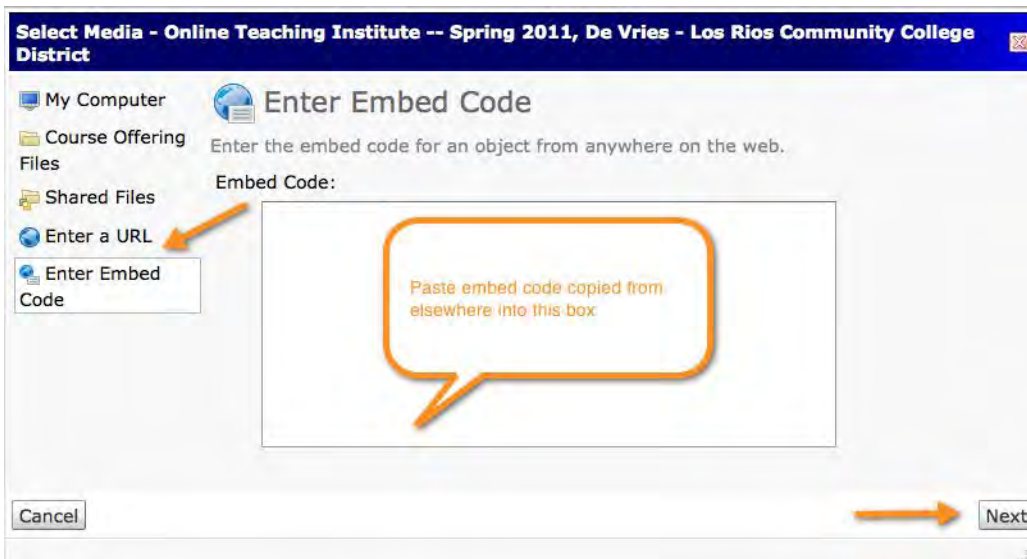 Select Media - Online Teaching Institute -- Spring 2011, De Vries - Los Rios Community College
District
My Computer
Course Offering
Files
Shared Files
Enter a URL
Enter Embed
Code
Enter Embed Code
Enter the embed code for an object from anywhere on the web.
Embed Code:
Paste embed code copied from
elsewhere into this box
Cancel
Next